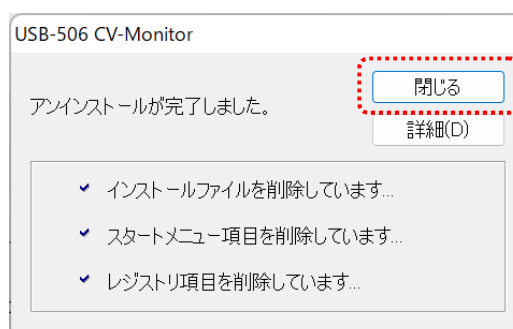 USB-506 CV-Monitor
アンインストールが完了しました。
閉じる
詳細(D)
インストールファイルを削除しています...
スタートメニュー項目を削除しています...
レジストリ項目を削除しています...